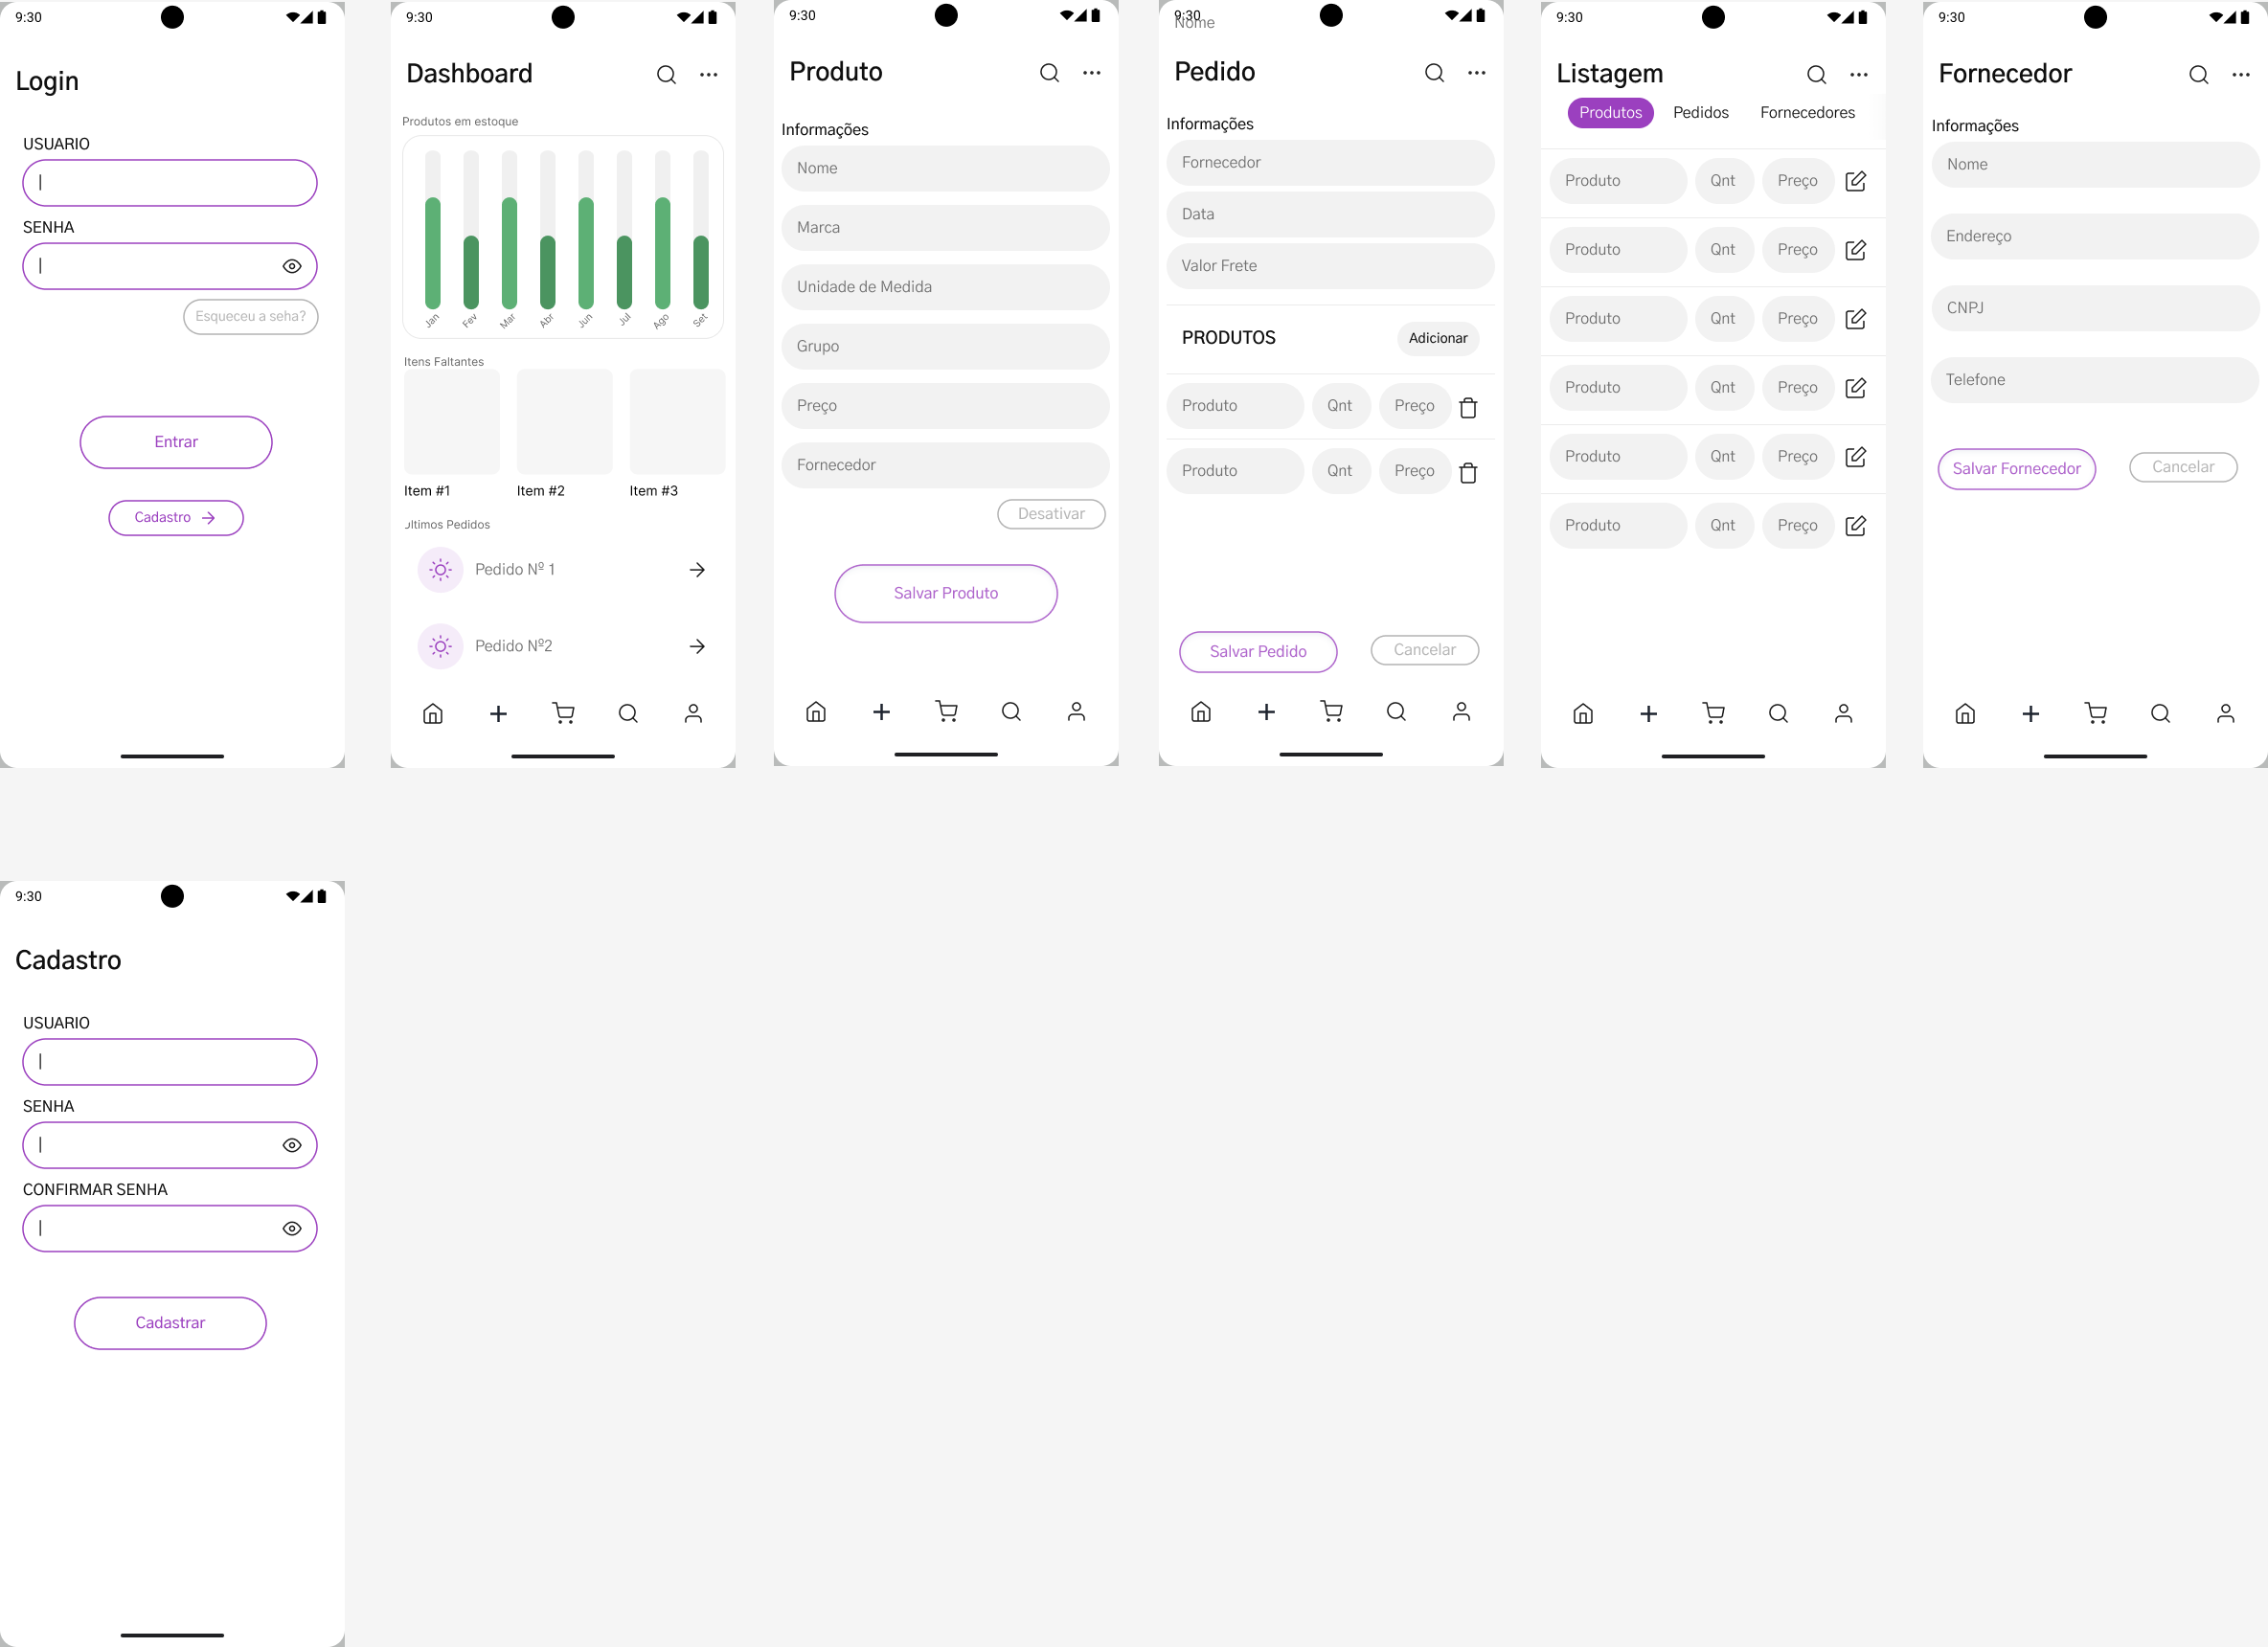 9:30
Login
USUARIO
SENHA
Esqueceu a seha?
Entrar
Cadastro
9:30
Dashboard
Produtos em estoque
Jan Fev Mar Abr Jun Jul Ago Set
Itens Faltantes
Item #1 Item #2 Item #3
ultimos Pedidos
Pedido Nº 1
Pedido Nº2
9:30
Produto
Informações
Nome
Marca
Unidade de Medida
Grupo
Preço
Fornecedor
Desativar
Salvar Produto
9:30
Nome
Pedido
Informações
Fornecedor
Data
Valor Frete
PRODUTOS Adicionar
Produto Qnt Preço
Produto Qnt Preço
Salvar Pedido Cancelar
9:30
Listagem
Produtos Pedidos Fornecedores
Produto Qnt Preço
Produto Qnt Preço
Produto Qnt Preço
Produto Qnt Preço
Produto Qnt Preço
Produto Qnt Preço
9:30
Fornecedor
Informações
Nome
Endereço
CNPJ
Telefone
Salvar Fornecedor Cancelar
9:30
Cadastro
USUARIO
SENHA
CONFIRMAR SENHA
Cadastrar